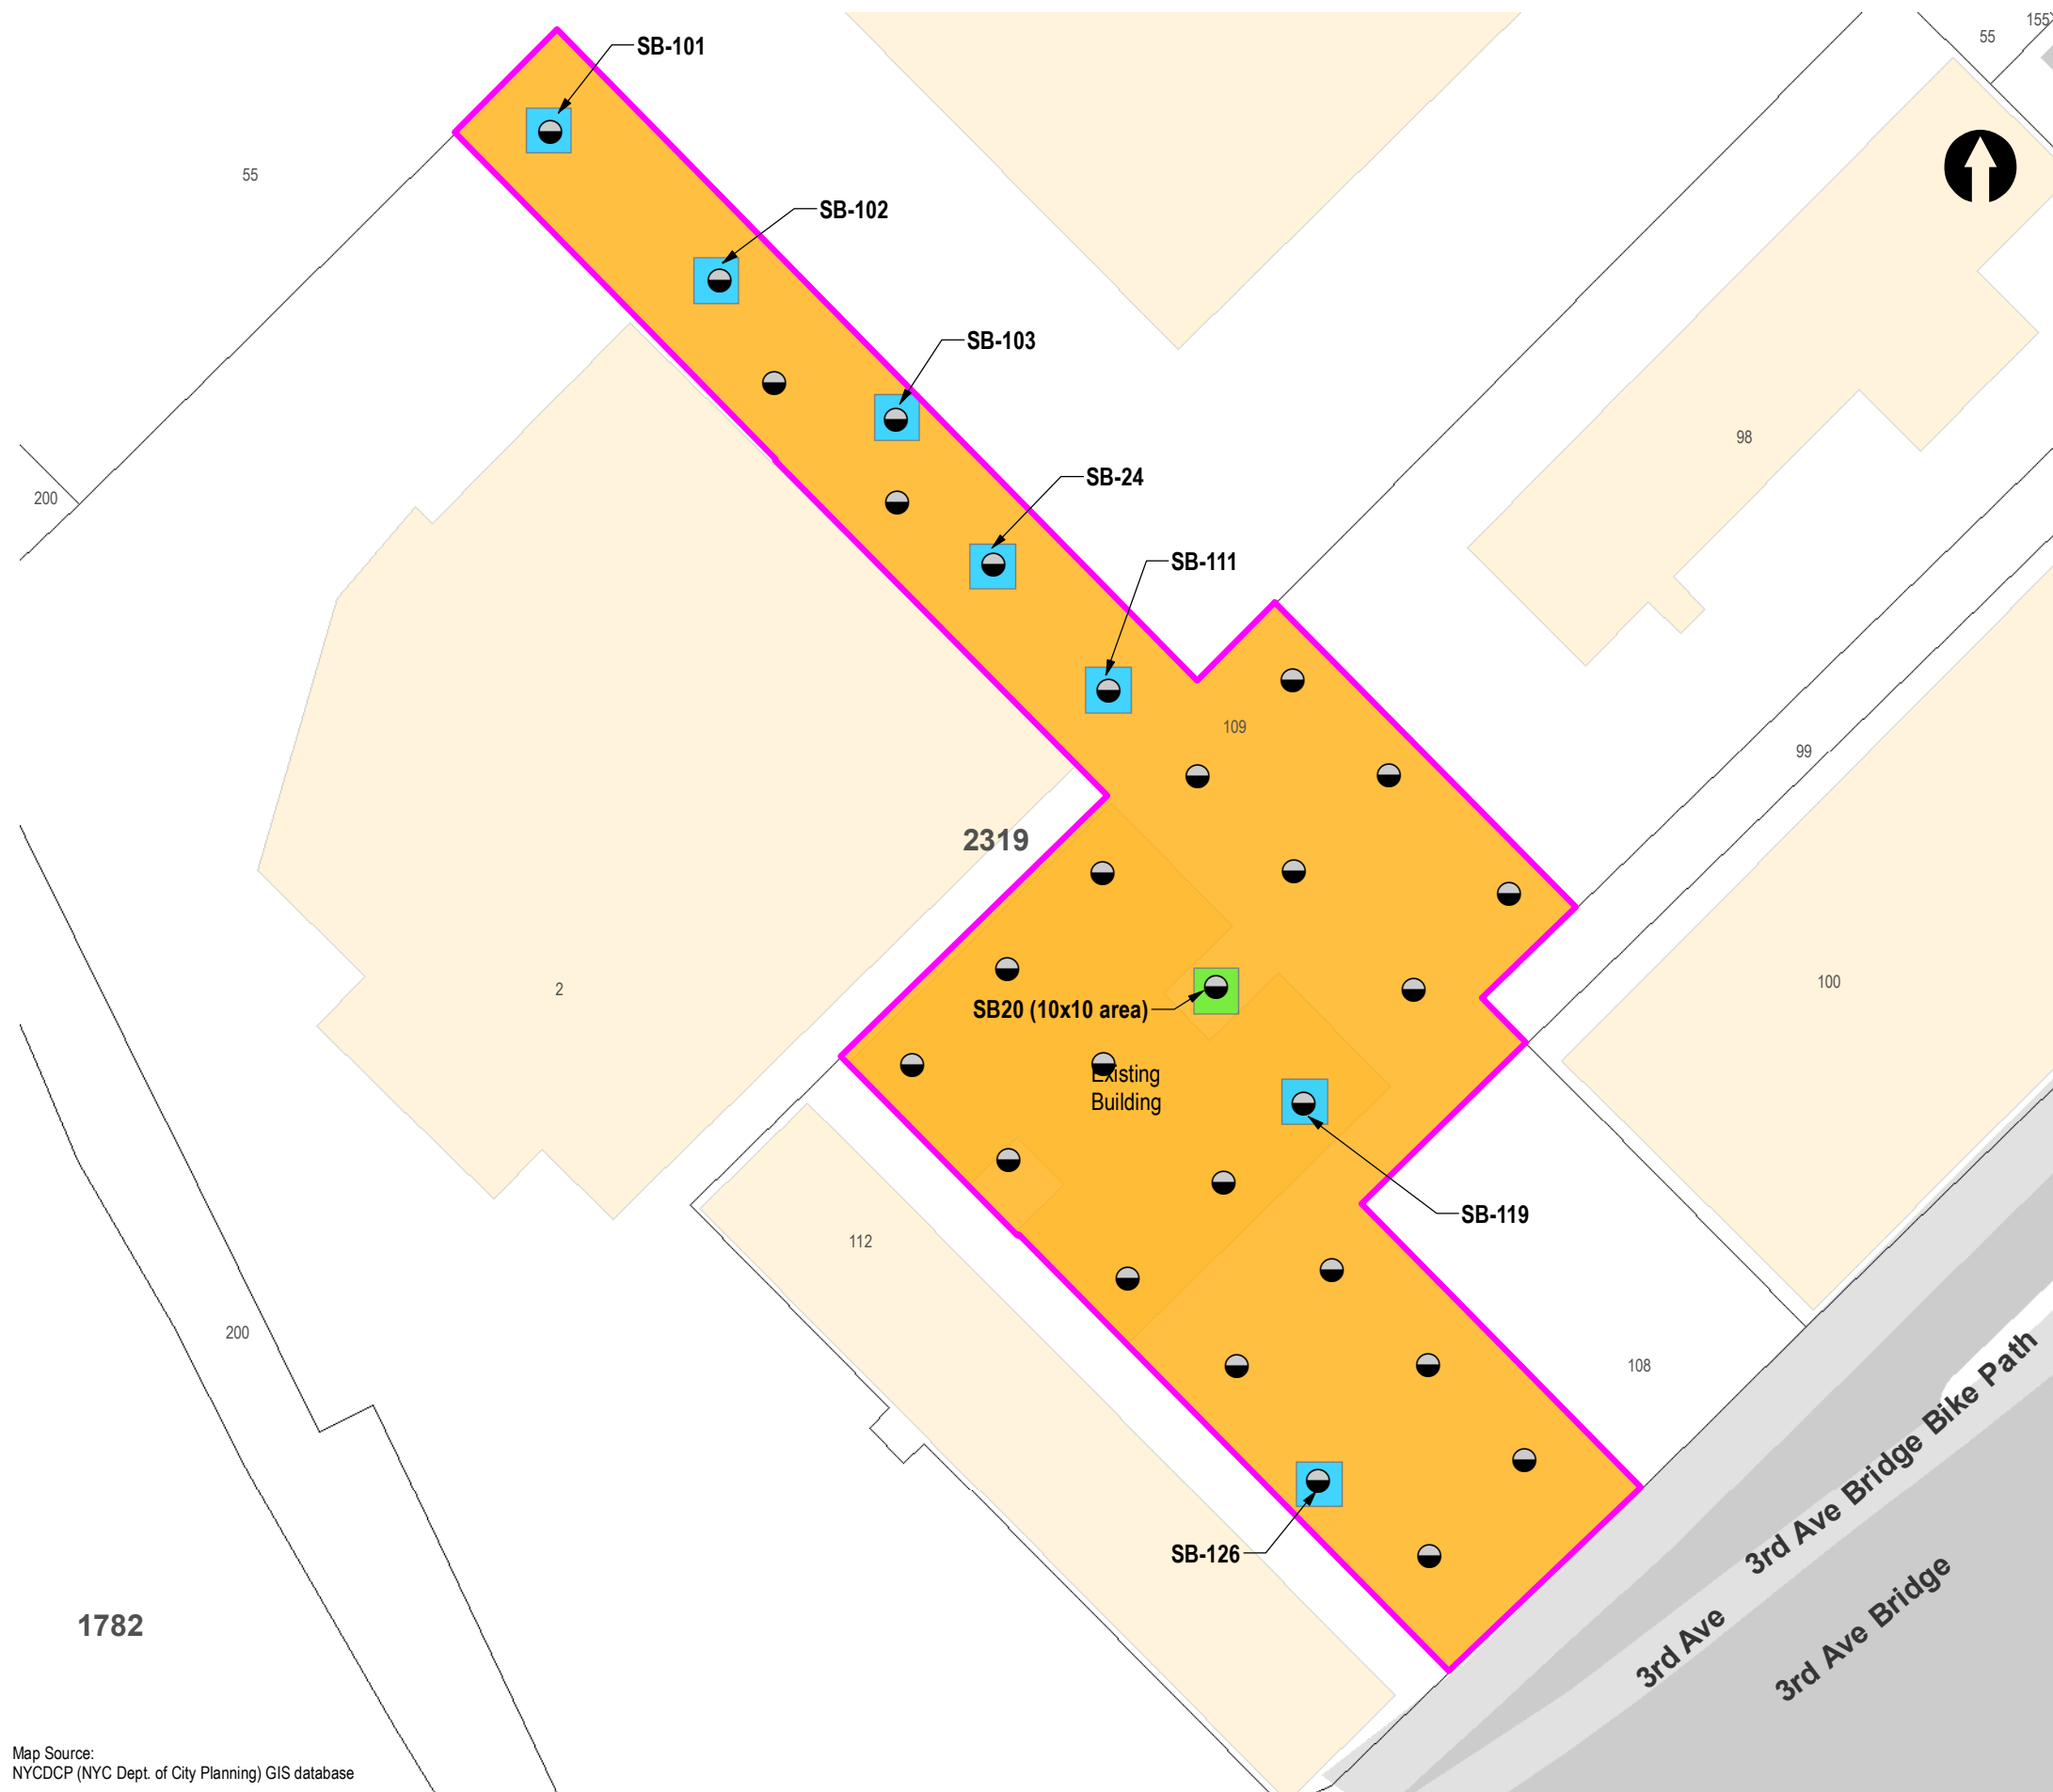 155
55
SB-101
55
SB-102
SB-103
98
SB-24
200
SB-111
109
99
2319
2
100
SB20 (10x10 area)
Existing
Building
SB-119
112
200
108
3rd Ave Bridge Bike Path
SB-126
3rd Ave
3rd Ave Bridge
1782
Map Source:
NYCDCP (NYC Dept. of City Planning) GIS database